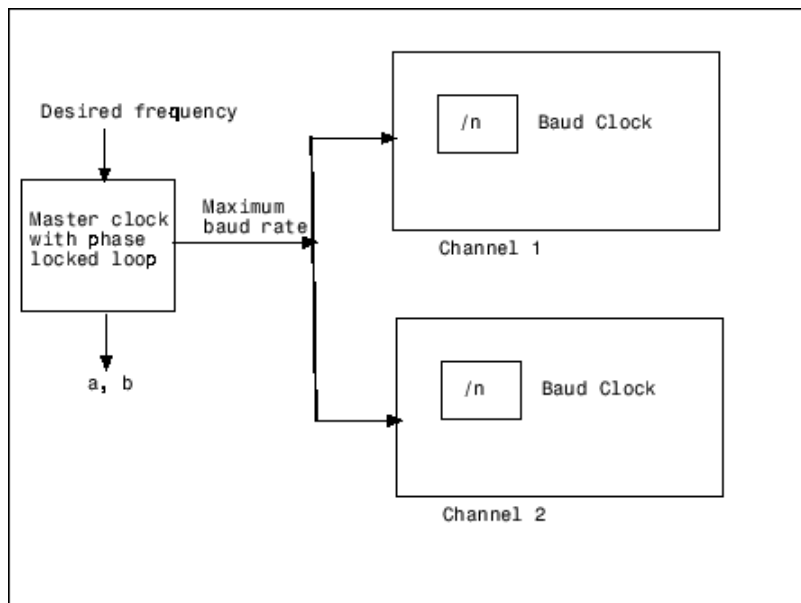 Desired frequency
Master clock
with phase
locked loop
a, b
Maximum
baud rate
/n
Baud Clock
Channel 1
/n
Baud Clock
Channel 2